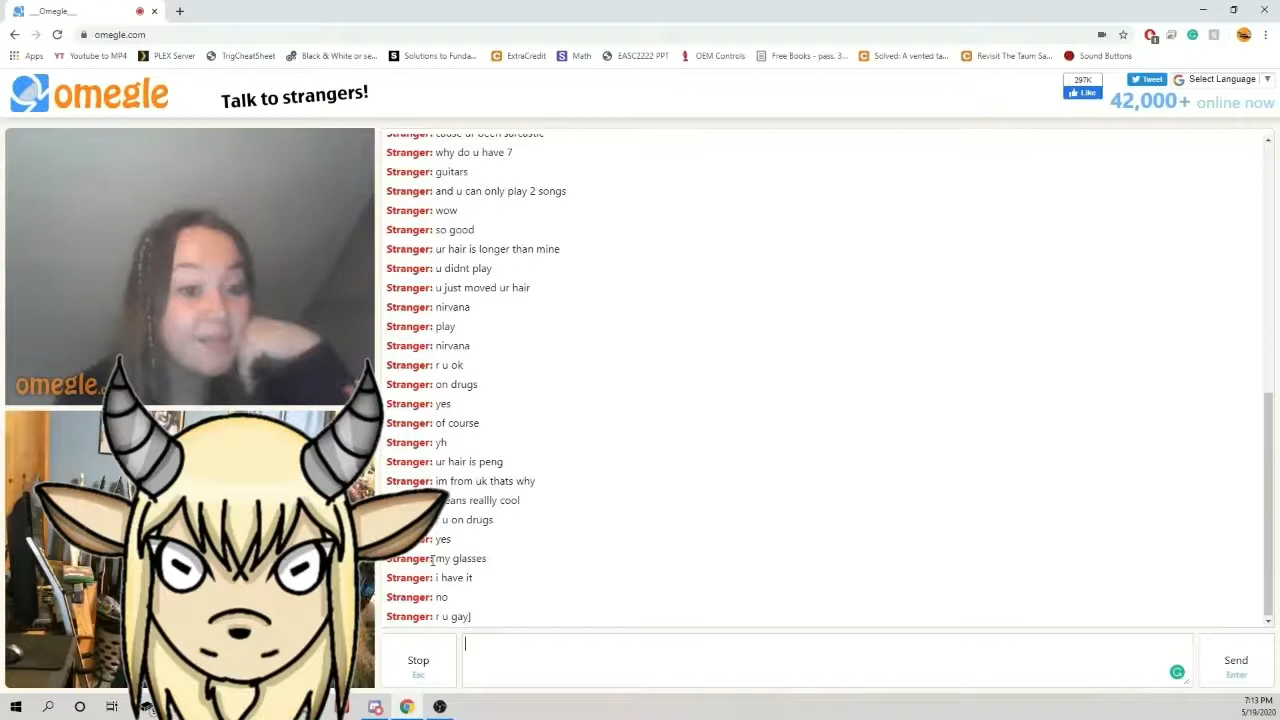 __Omegle__
omegle.com
Apps
Youtube to MP4
PLEX Server
TrigCheatSheet
Black & White or se...
Solutions to Funda...
ExtraCredit
Math
EASC2222 PPT
OEM Controls
Free Books - pass. 3...
Solved: A vented ta...
Revisit The Taum Sa...
Sound Buttons
omegle
Talk to strangers!
297K
Like
Tweet
Select Language
42,000+ online now
Stranger: cause ur been sarcastic
Stranger: why do u have 7
Stranger: guitars
Stranger: and u can only play 2 songs
Stranger: wow
Stranger: so good
Stranger: ur hair is longer than mine
Stranger: u didnt play
Stranger: u just moved ur hair
Stranger: nirvana
Stranger: play
Stranger: nirvana
Stranger: r u ok
Stranger: on drugs
Stranger: yes
Stranger: of course
Stranger: yh
Stranger: ur hair is peng
Stranger: im from uk thats why
reallly cool
u on drugs
yes
Stranger: my glasses
Stranger: i have it
Stranger: no
Stranger: r u gay]
omegle.
Stop
Esc
Send
Enter
7:13 PM
5/19/2020